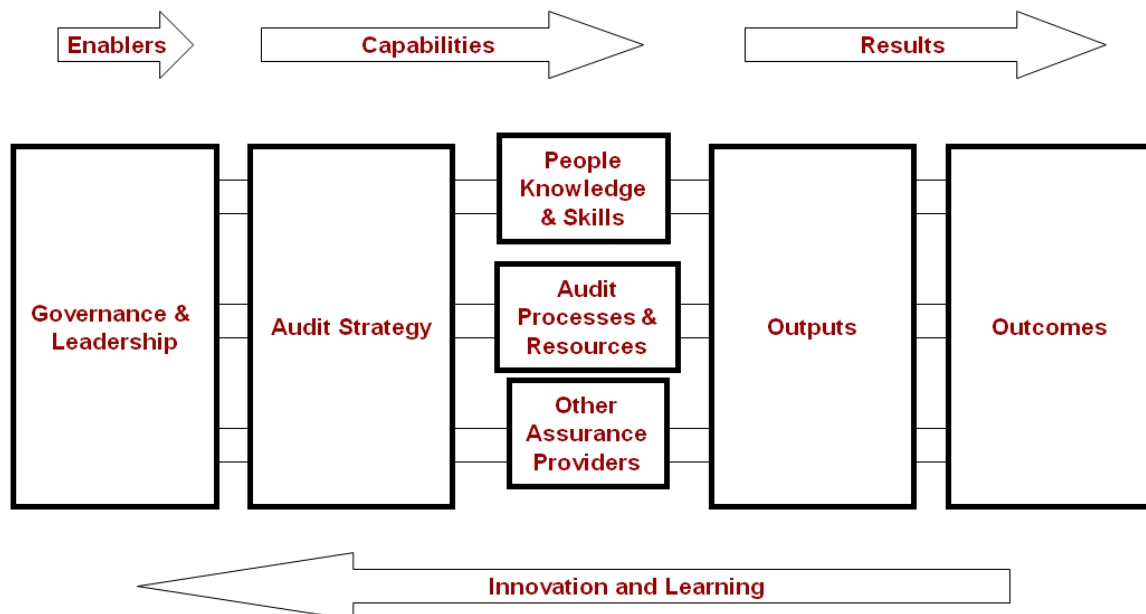 Enablers
Capabilities
Results
Governance &
Leadership
Audit Strategy
People
Knowledge
& Skills
Audit
Processes &
Resources
Other
Assurance
Providers
Outputs
Outcomes
Innovation and Learning